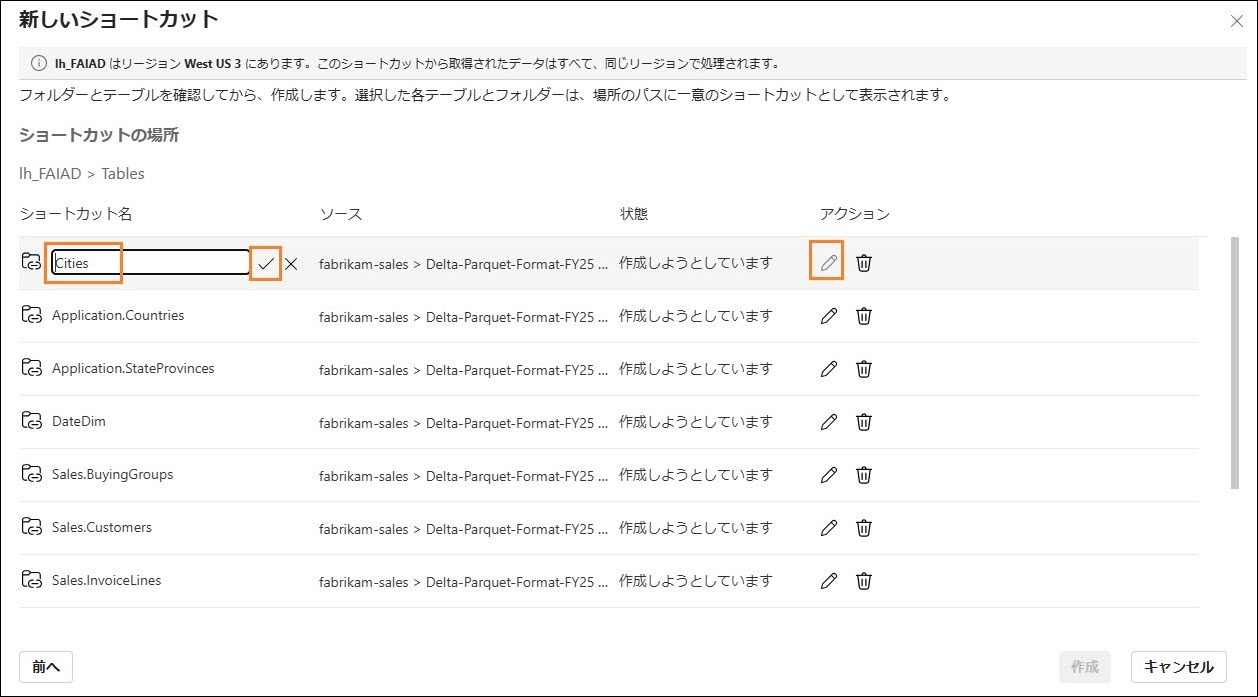 新しいショートカット
lh_FAIAD はリージョン West US 3 にあります。このショートカットから取得されたデータはすべて、同じリージョンで処理されます。
フォルダーとテーブルを確認してから、作成します。選択した各テーブルとフォルダーは、場所のパスに一意のショートカットとして表示されます。
ショートカットの場所
lh_FAIAD > Tables
ショートカット名 ソース 状態 アクション
Cities fabrikam-sales > Delta-Parquet-Format-FY25 ... 作成しようとしています
Application.Countries fabrikam-sales > Delta-Parquet-Format-FY25 ... 作成しようとしています
Application.StateProvinces fabrikam-sales > Delta-Parquet-Format-FY25 ... 作成しようとしています
DateDim fabrikam-sales > Delta-Parquet-Format-FY25 ... 作成しようとしています
Sales.BuyingGroups fabrikam-sales > Delta-Parquet-Format-FY25 ... 作成しようとしています
Sales.Customers fabrikam-sales > Delta-Parquet-Format-FY25 ... 作成しようとしています
Sales.InvoiceLines fabrikam-sales > Delta-Parquet-Format-FY25 ... 作成しようとしています
前へ 作成 キャンセル